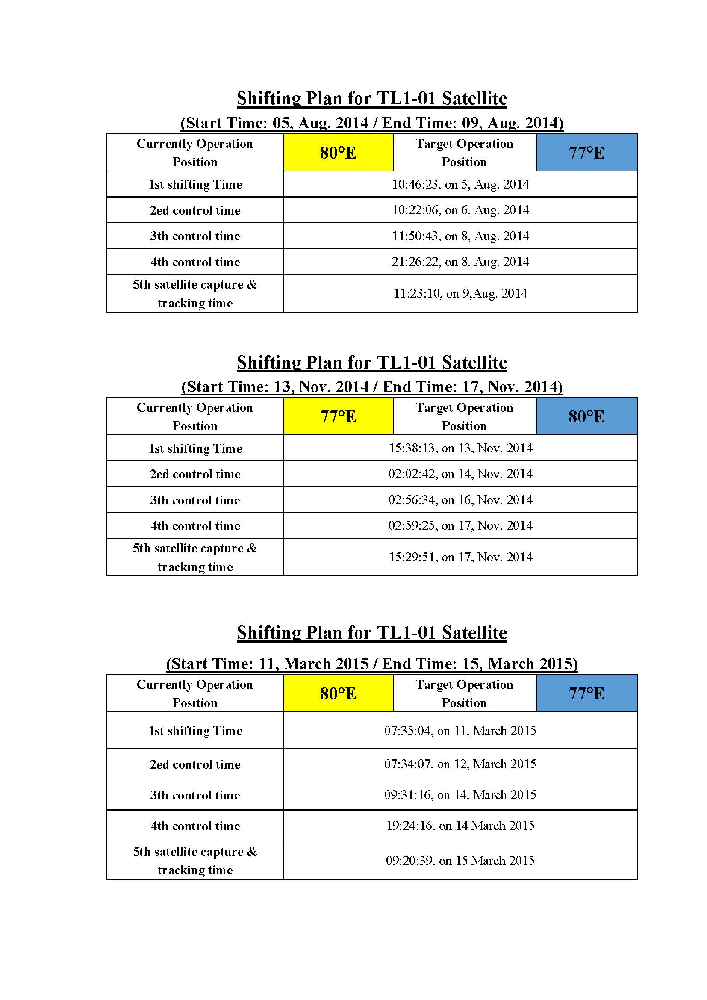 Shifting Plan for TL1-01 Satellite
(Start Time: 05, Aug. 2014 / End Time: 09, Aug. 2014)
Currently Operation
Position
80°E
Target Operation
Position
77°E
1st shifting Time
10:46:23, on 5, Aug. 2014
2ed control time
10:22:06, on 6, Aug. 2014
3th control time
11:50:43, on 8, Aug. 2014
4th control time
21:26:22, on 8, Aug. 2014
5th satellite capture &
tracking time
11:23:10, on 9,Aug. 2014
Shifting Plan for TL1-01 Satellite
(Start Time: 13, Nov. 2014 / End Time: 17, Nov. 2014)
Currently Operation
Position
77°E
Target Operation
Position
80°E
1st shifting Time
15:38:13, on 13, Nov. 2014
2ed control time
02:02:42, on 14, Nov. 2014
3th control time
02:56:34, on 16, Nov. 2014
4th control time
02:59:25, on 17, Nov. 2014
5th satellite capture &
tracking time
15:29:51, on 17, Nov. 2014
Shifting Plan for TL1-01 Satellite
(Start Time: 11, March 2015 / End Time: 15, March 2015)
Currently Operation
Position
80°E
Target Operation
Position
77°E
1st shifting Time
07:35:04, on 11, March 2015
2ed control time
07:34:07, on 12, March 2015
3th control time
09:31:16, on 14, March 2015
4th control time
19:24:16, on 14 March 2015
5th satellite capture &
tracking time
09:20:39, on 15 March 2015